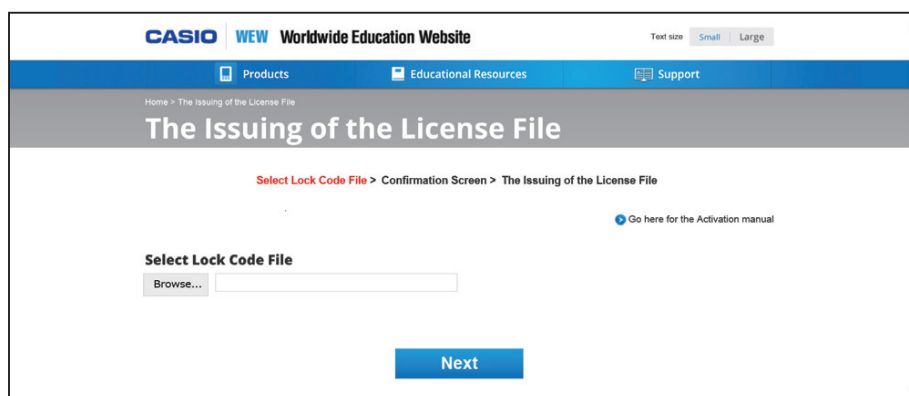 CASIO WEW Worldwide Education Website Text size Small Large
Products Educational Resources Support
Home > The Issuing of the License File
The Issuing of the License File
Select Lock Code File > Confirmation Screen > The Issuing of the License File
Go here for the Activation manual
Select Lock Code File
Browse...
Next